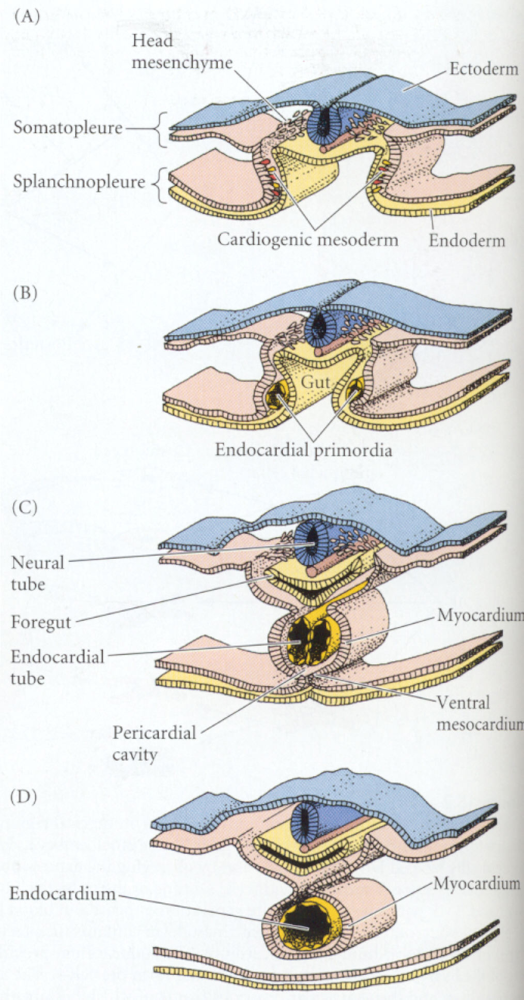 (A)
Head
mesenchyme
Ectoderm
Somatopleure
Splanchnopleure
Cardiogenic mesoderm
Endoderm
(B)
Gut
Endocardial primordia
(C)
Neural
tube
Foregut
Myocardium
Endocardial
tube
Ventral
mesocardium
Pericardial
cavity
(D)
Myocardium
Endocardium